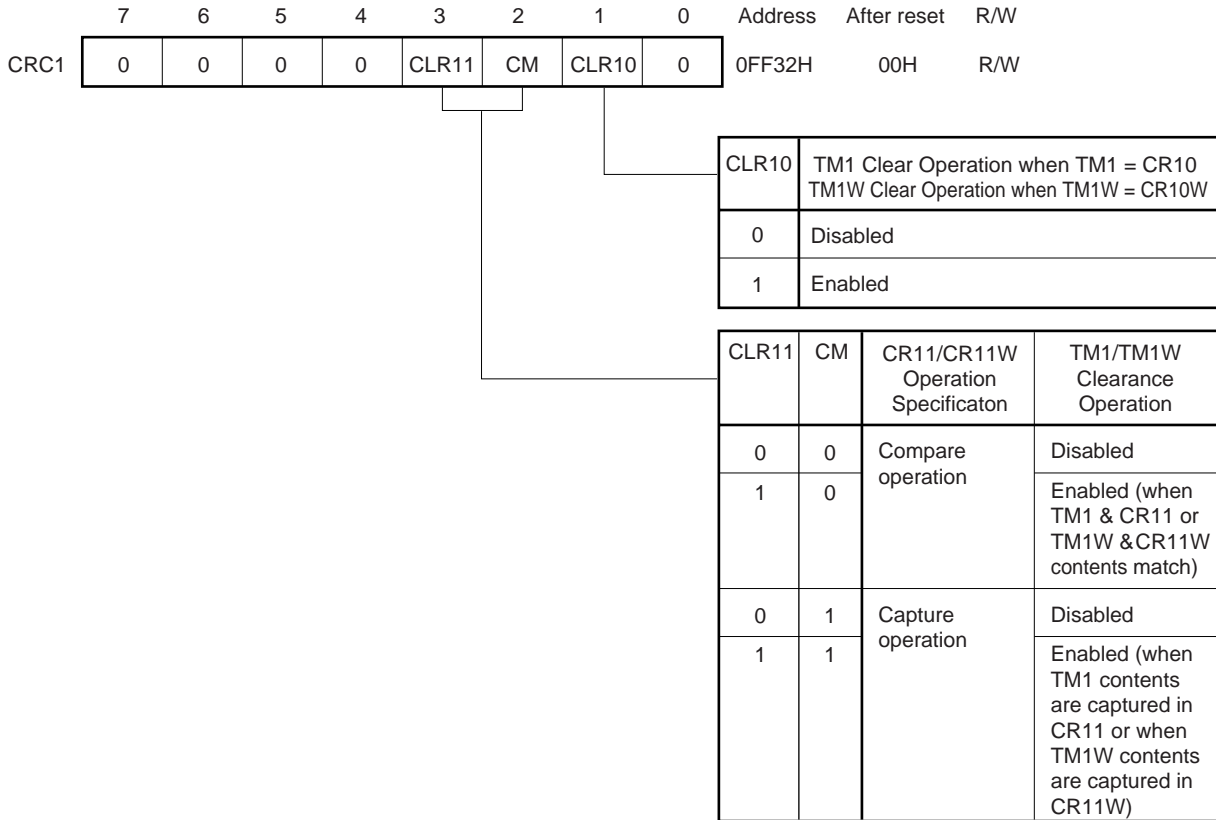 7 6 5 4 3 2 1 0 Address After reset R/W
CRC1 0 0 0 0 CLR11 CM CLR10 0 0FF32H 00H R/W
CLR10 TM1 Clear Operation when TM1 = CR10
TM1W Clear Operation when TM1W = CR10W
0 Disabled
1 Enabled
CLR11 CM CR11/CR11W TM1/TM1W
Operation Clearance
Specificaton Operation
0 0 Compare Disabled
operation
1 0 Enabled (when
TM1 & CR11 or
TM1W &CR11W
contents match)
0 1 Capture Disabled
operation
1 1 Enabled (when
TM1 contents
are captured in
CR11 or when
TM1W contents
are captured in
CR11W)